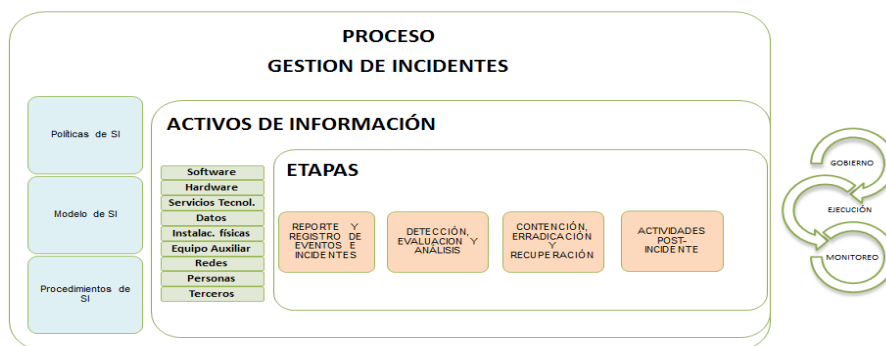 PROCESO
GESTION DE INCIDENTES
Políticas de SI
Modelo de SI
Procedimientos de
SI
ACTIVOS DE INFORMACIÓN
Software
Hardware
Servicios Tecnol.
Datos
Instalac. físicas
Equipo Auxiliar
Redes
Personas
Terceros
ETAPAS
REPORTE Y
REGISTRO DE
EVENTOS E
INCIDENTES
DETECCIÓN,
EVALUACION Y
ANÁLISIS
CONTENCIÓN,
ERRADICACIÓN
Y
RECUPERACIÓN
ACTIVIDADES
POST-
INCIDENTE
GOBIERNO
EJECUCIÓN
MONITOREO